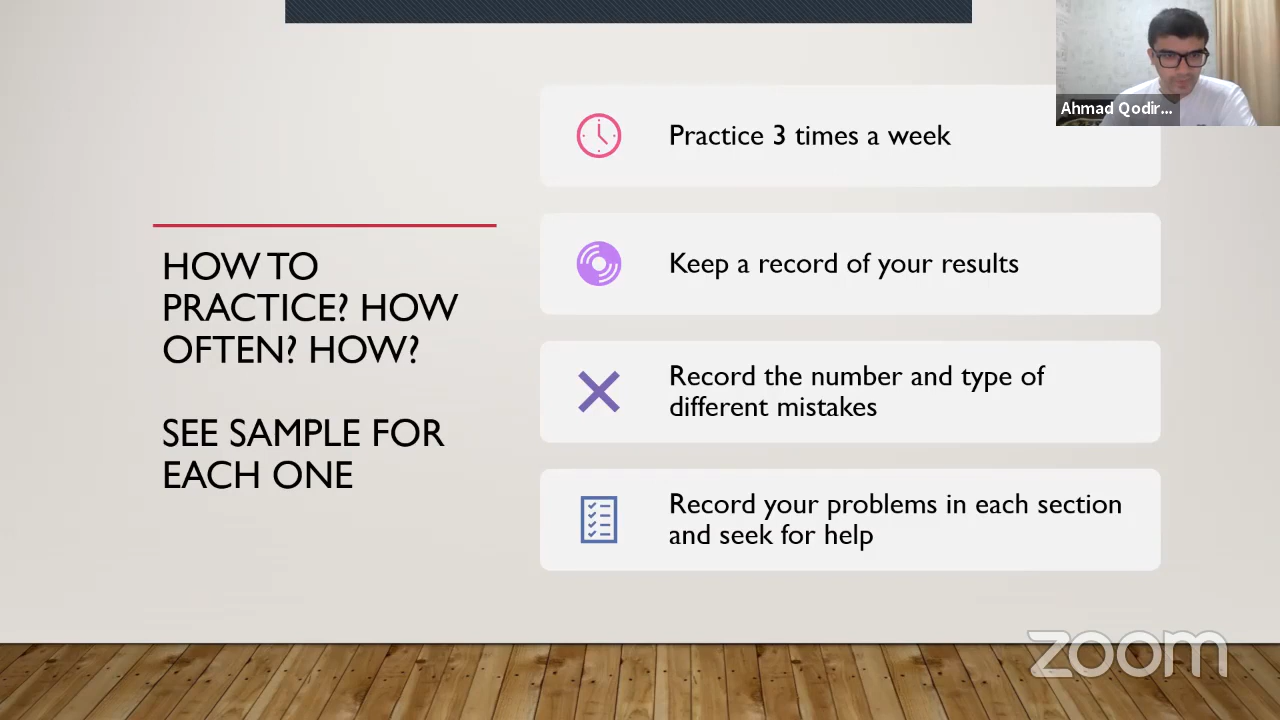 HOW TO
PRACTICE? HOW
OFTEN? HOW?
SEE SAMPLE FOR
EACH ONE
Practice 3 times a week
Keep a record of your results
Record the number and type of
different mistakes
Record your problems in each section
and seek for help
Ahmad Qodir...
zoom